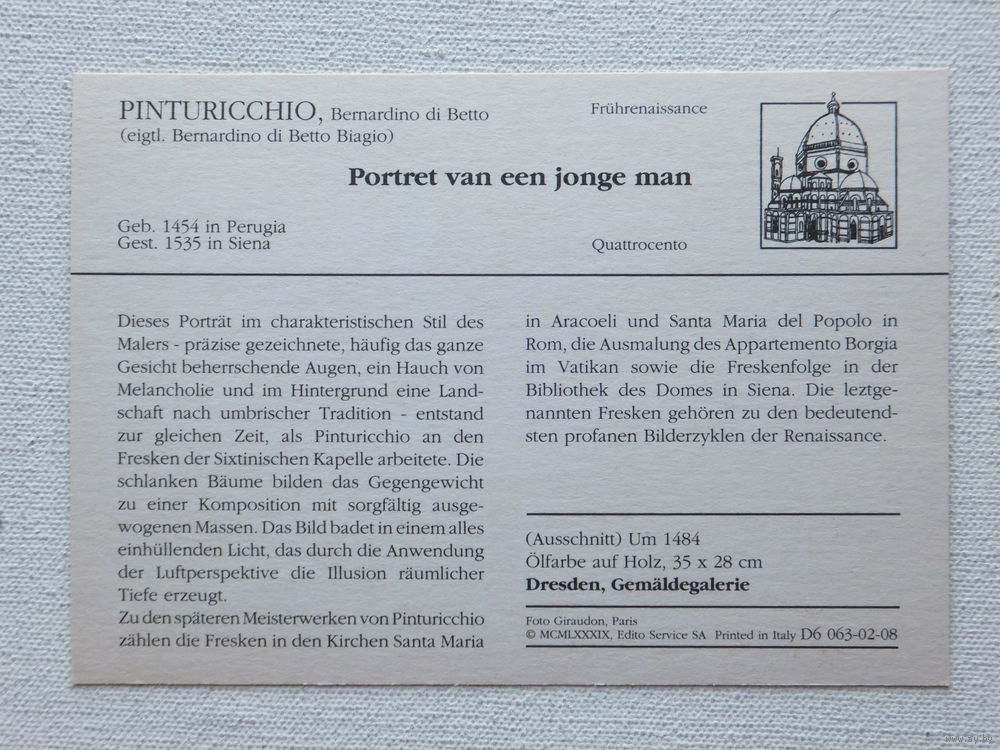 PINTURICCHIO, Bernardino di Betto
(eigtl. Bernardino di Betto Biagio)
Frührenaissance
Portret van een jonge man
Geb. 1454 in Perugia
Gest. 1535 in Siena
Quattrocento
Dieses Porträt im charakteristischen Stil des
Malers - präzise gezeichnete, häufig das ganze
Gesicht beherrschende Augen, ein Hauch von
Melancholie und im Hintergrund eine Land-
schaft nach umbrischer Tradition - entstand
zur gleichen Zeit, als Pinturicchio an den
Fresken der Sixtinischen Kapelle arbeitete. Die
schlanken Bäume bilden das Gegengewicht
zu einer Komposition mit sorgfältig ausge-
wogenen Massen. Das Bild badet in einem alles
einhüllenden Licht, das durch die Anwendung
der Luftperspektive die Illusion räumlicher
Tiefe erzeugt.
Zu den späteren Meisterwerken von Pinturicchio
zählen die Fresken in den Kirchen Santa Maria
in Aracoeli und Santa Maria del Popolo in
Rom, die Ausmalung des Appartemento Borgia
im Vatikan sowie die Freskenfolge in der
Bibliothek des Domes in Siena. Die leztge-
nannten Fresken gehören zu den bedeutend-
sten profanen Bilderzyklen der Renaissance.
(Ausschnitt) Um 1484
Ölfarbe auf Holz, 35 x 28 cm
Dresden, Gemäldegalerie
Foto Giraudon, Paris
© MCMLXXXIX, Edito Service SA Printed in Italy D6 063-02-08
www.ay.by